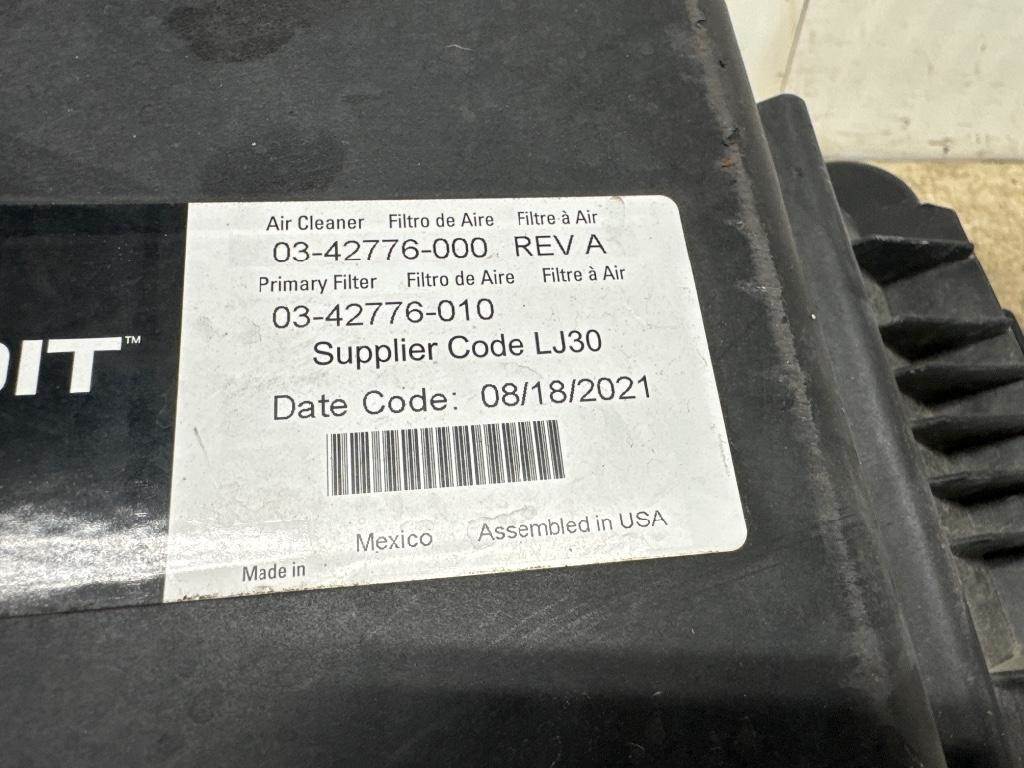 Air Cleaner Filtro de Aire Filtre à Air
03-42776-000 REV A
Primary Filter Filtro de Aire Filtre à Air
03-42776-010
Supplier Code LJ30
™
Date Code: 08/18/2021
Mexico Assembled in USA
Made in